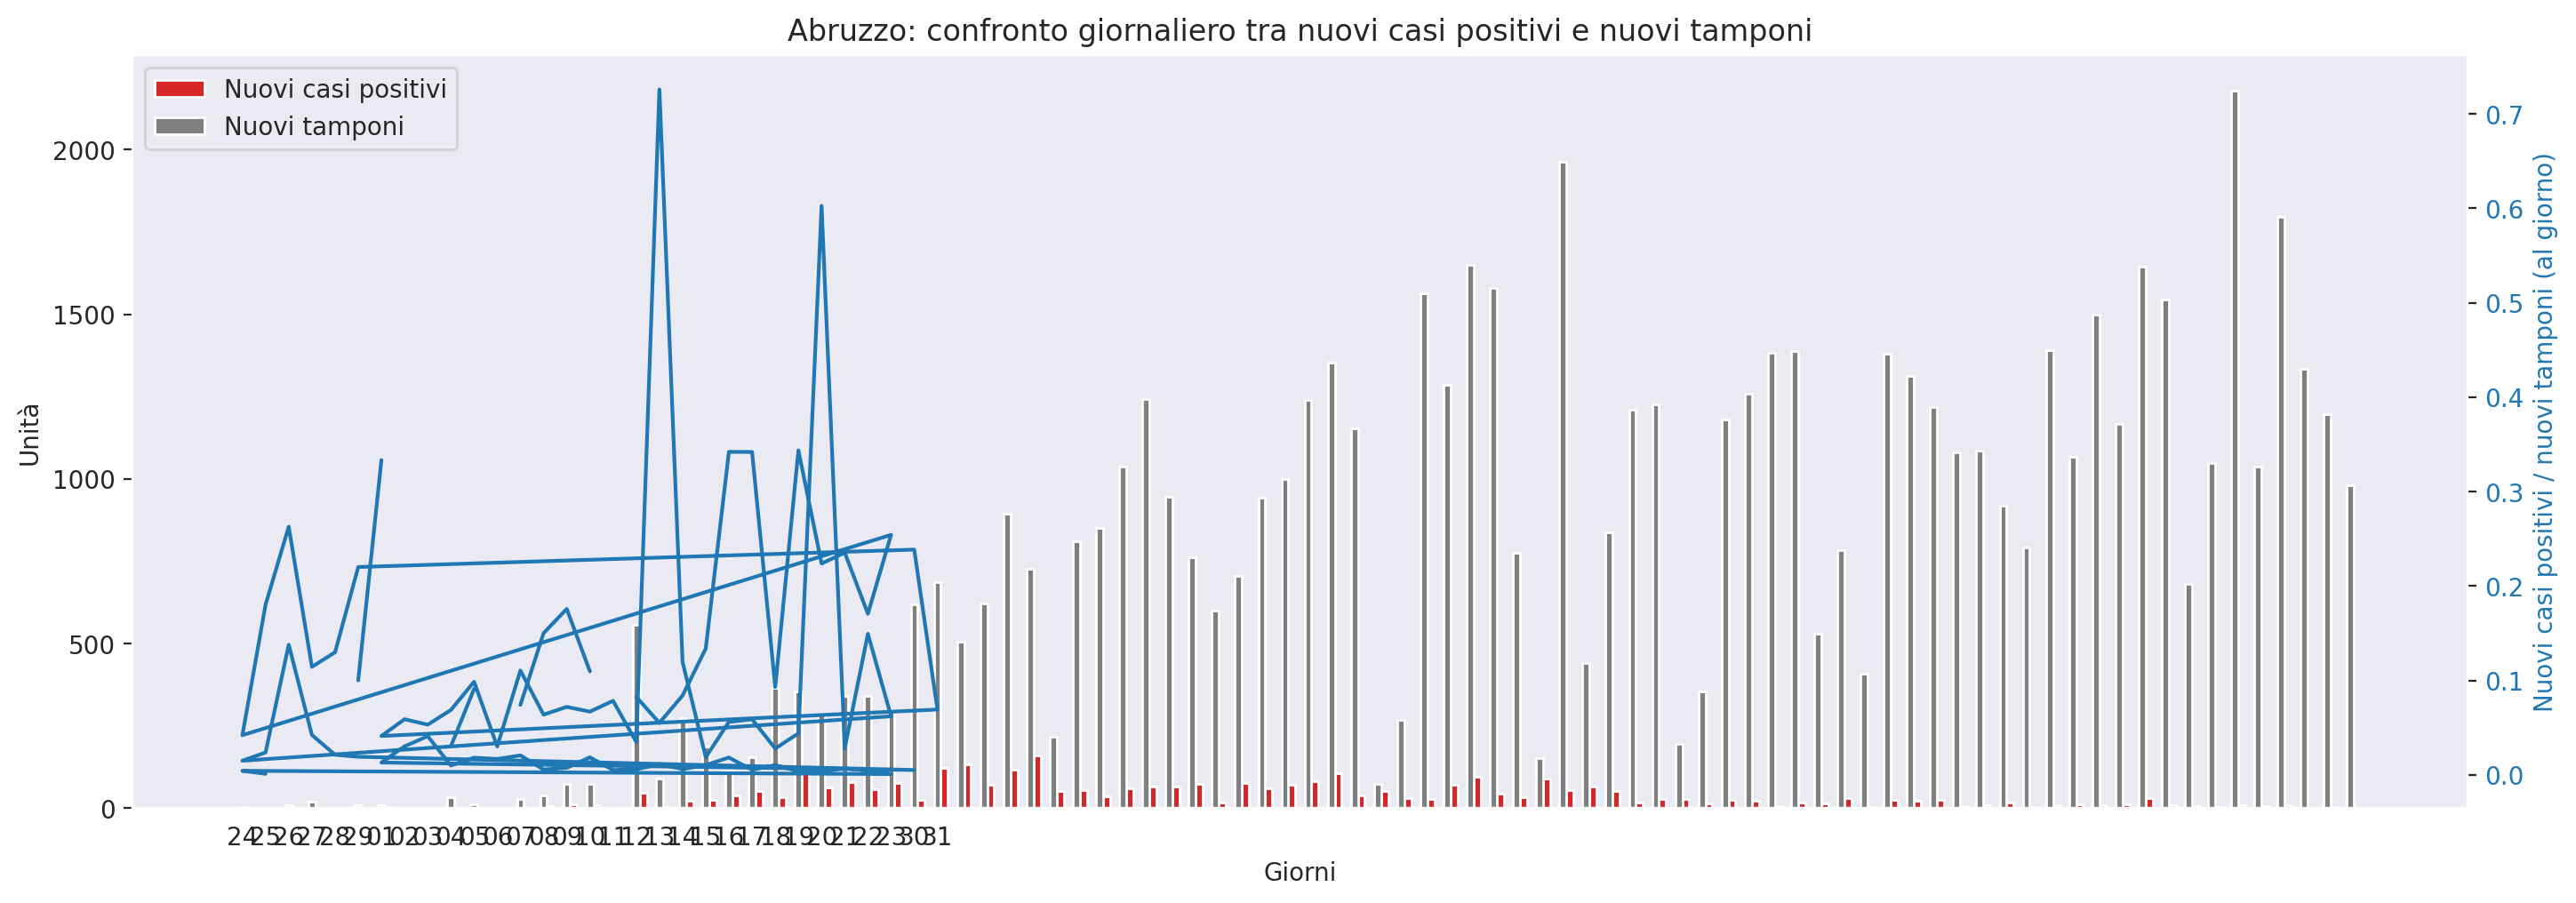 Abruzzo: confronto giornaliero tra nuovi casi positivi e nuovi tamponi
Nuovi casi positivi
Nuovi tamponi
2000
1500
1000
500
0
Unità
0.7
0.6
0.5
0.4
0.3
0.2
0.1
0.0
Nuovi casi positivi / nuovi tamponi (al giorno)
24 25 26 27 28 29 01 02 03 04 05 06 07 08 09 10 11 12 13 14 15 16 17 18 19 20 21 22 23 30 31
Giorni